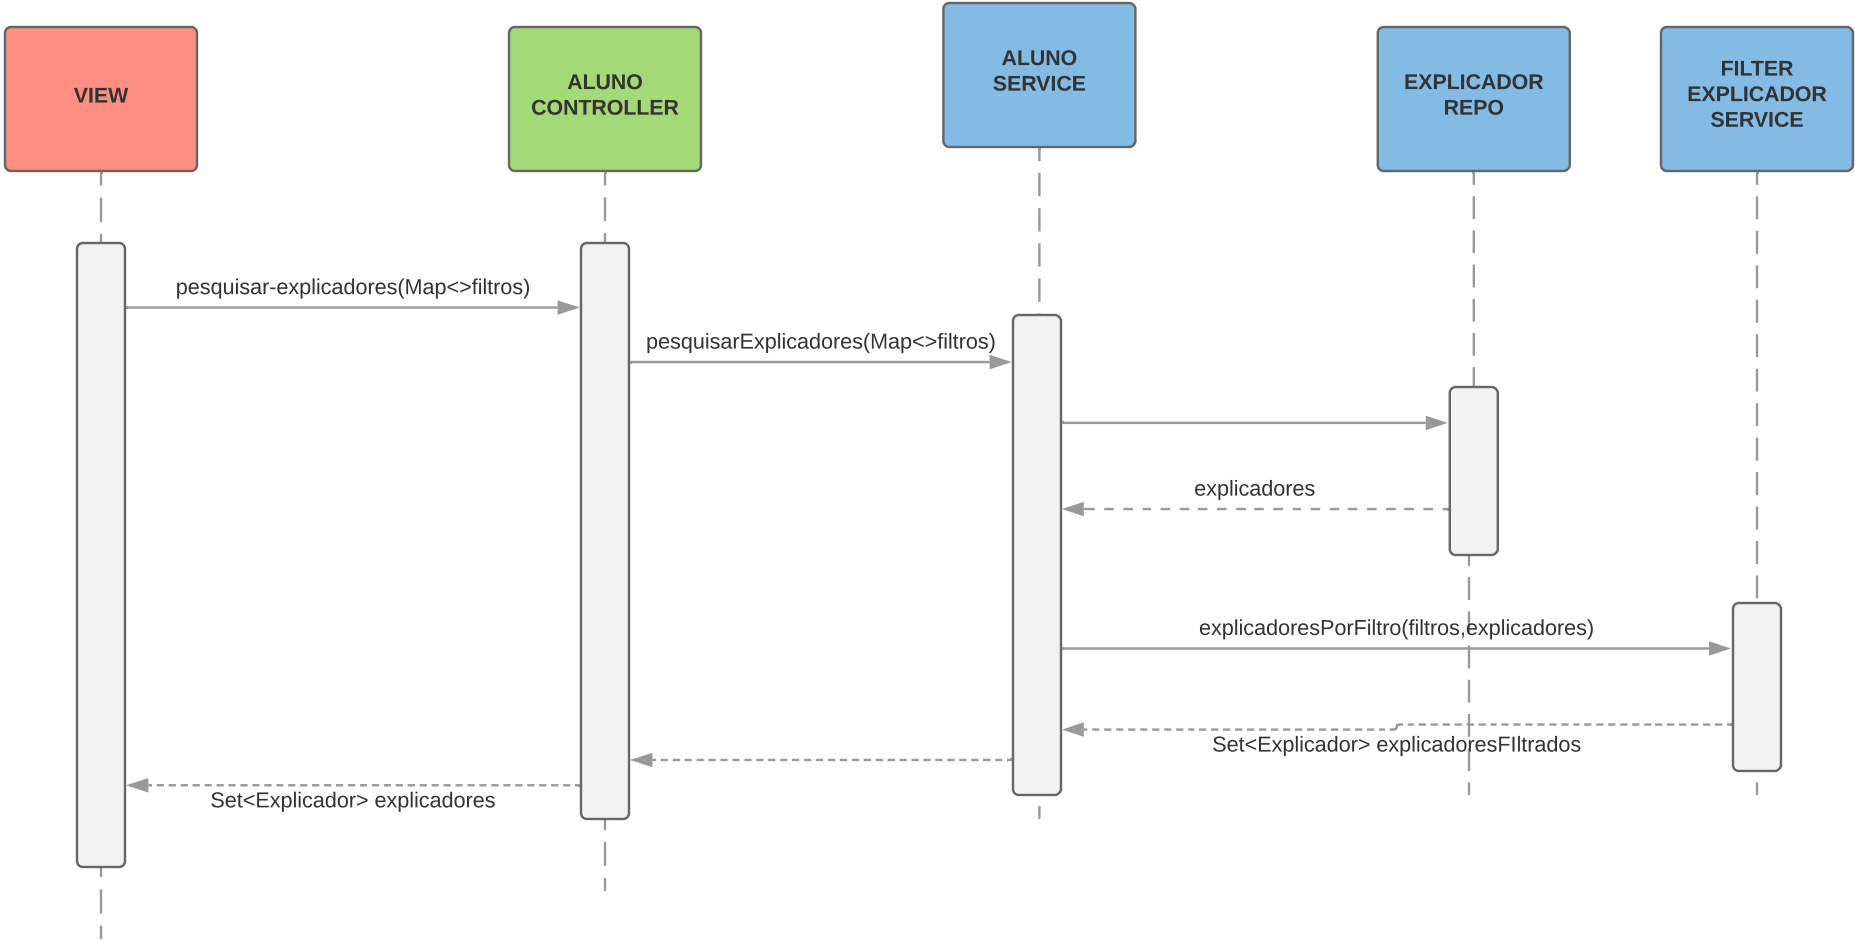 VIEW
ALUNO
CONTROLLER
ALUNO
SERVICE
EXPLICADOR
REPO
FILTER
EXPLICADOR
SERVICE
pesquisar-explicadores(Map<>filtros)
pesquisarExplicadores(Map<>filtros)
explicadores
explicadoresPorFiltro(filtros,explicadores)
Set<Explicador> explicadoresFIltrados
Set<Explicador> explicadores